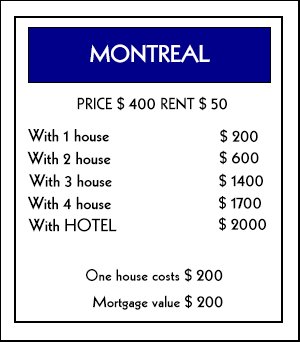 MONTREAL
PRICE $ 400 RENT $ 50
With 1 house $ 200
With 2 house $ 600
With 3 house $ 1400
With 4 house $ 1700
With HOTEL $ 2000
One house costs $ 200
Mortgage value $ 200